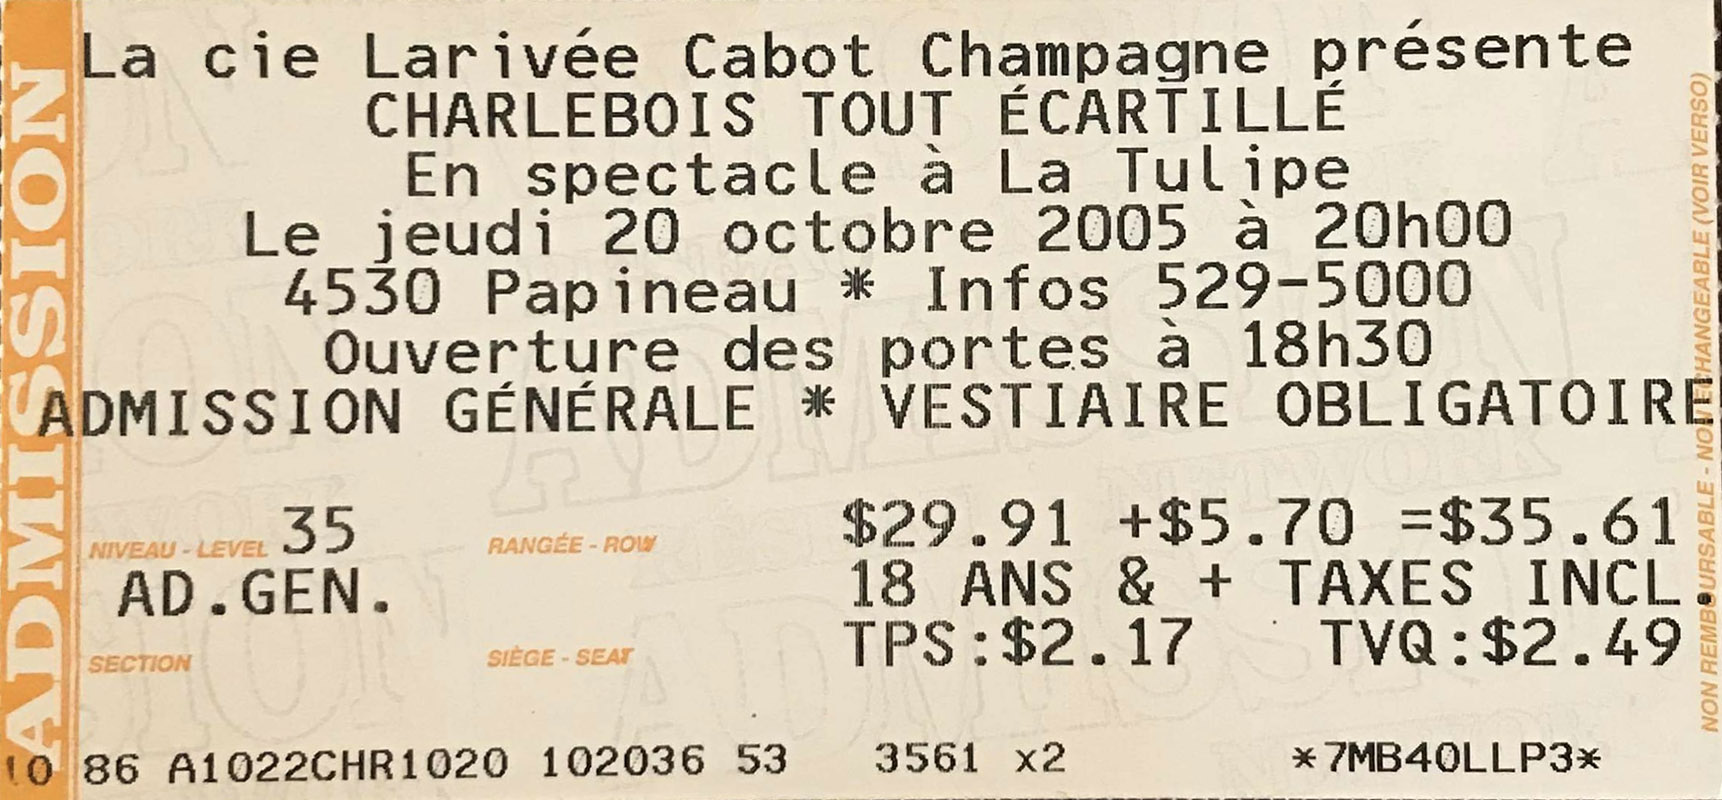 ADMISSION
La cie Larivée Cabot Champagne présente
CHARLEBOIS TOUT ÉCARTILLÉ
En spectacle à La Tulipe
Le jeudi 20 octobre 2005 à 20h00
4530 Papineau * Infos 529-5000
Ouverture des portes à 18h30
ADMISSION GÉNÉRALE * VESTIAIRE OBLIGATOIRE
NIVEAU - LEVEL 35 RANGÉE - ROW $29.91 +$5.70 =$35.61
AD.GEN. 18 ANS & + TAXES INCL.
SECTION SIÈGE - SEAT TPS:$2.17 TVQ:$2.49
10 86 A1022CHR1020 102036 53 3561 x2 *7MB40LLP3*
NON REMBOURSABLE - NON ECHANGEABLE (VOIR VERSO)